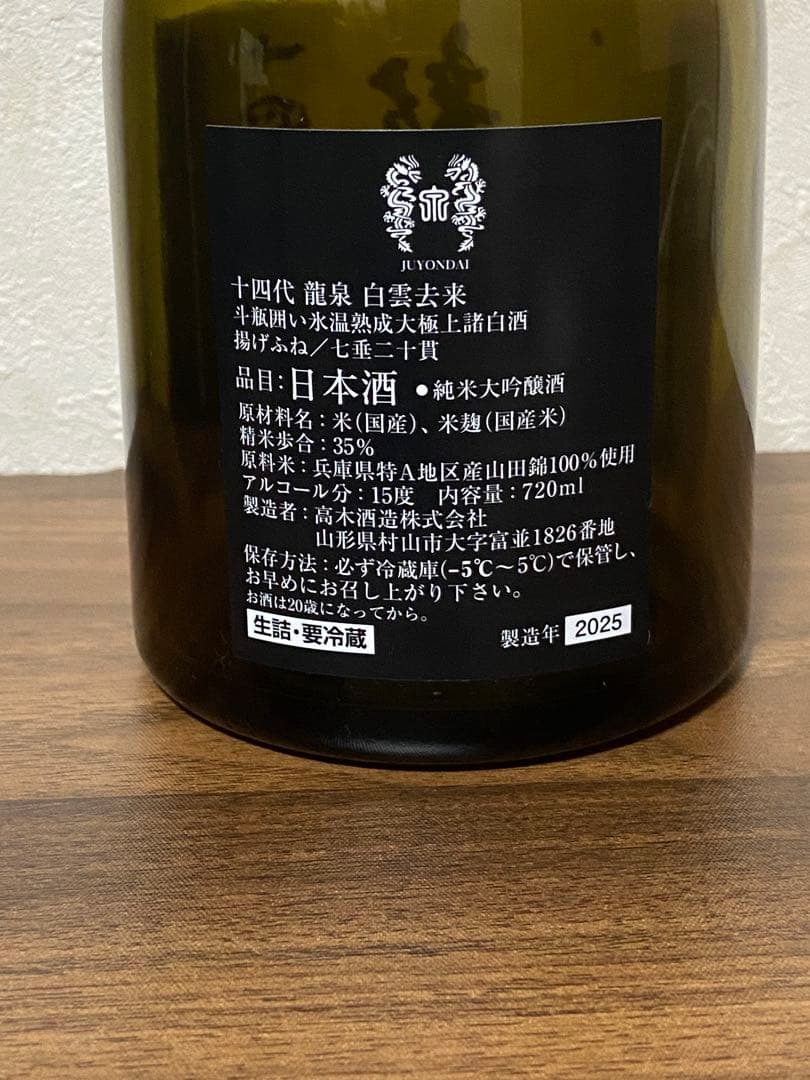 泉
JUYONDAI
十四代 龍泉 白雲去来
斗瓶囲い氷温熟成大極上諸白酒
揚げふね/七垂二十貫
品目:日本酒 ●純米大吟醸酒
原材料名:米(国産)、米麹(国産米)
精米歩合:35%
原料米:兵庫県特A地区産山田錦100%使用
アルコール分:15度 内容量:720ml
製造者:高木酒造株式会社
山形県村山市大字富並1826番地
保存方法:必ず冷蔵庫(-5℃～5℃)で保管し、
お早めにお召し上がり下さい。
お酒は20歳になってから。
生詰・要冷蔵 製造年 2025